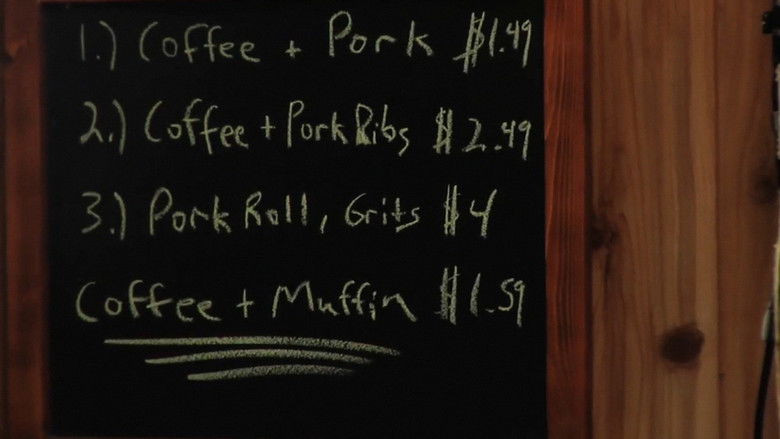 1.) Coffee + Pork $1.49
2.) Coffee + Pork Ribs $2.49
3.) Pork Roll, Grits $4
Coffee + Muffin $1.59